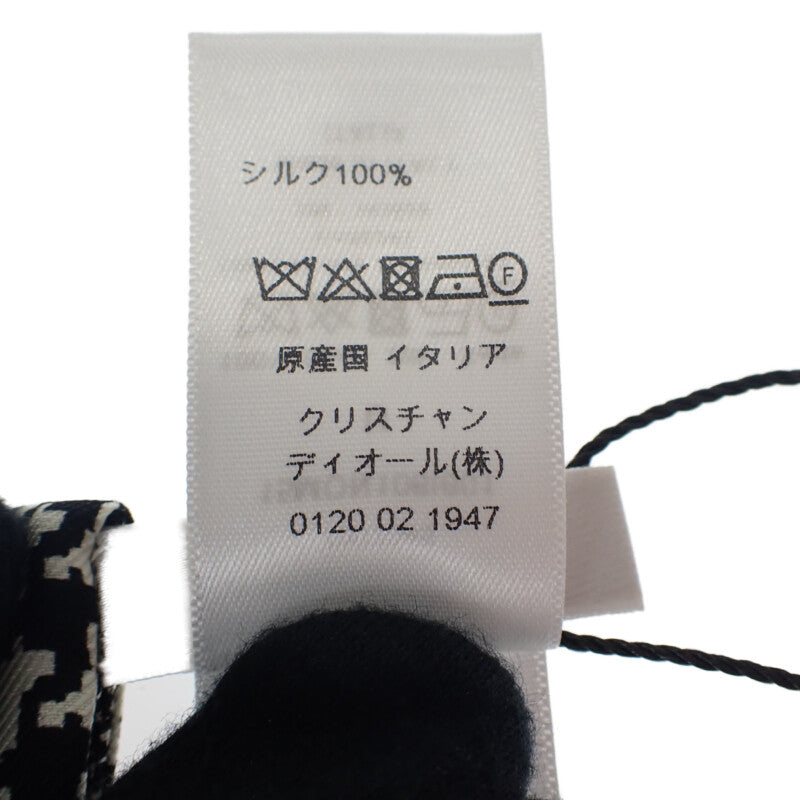 シルク100%
F
原産国 イタリア
クリスチャン
ディオール(株)
0120 02 1947